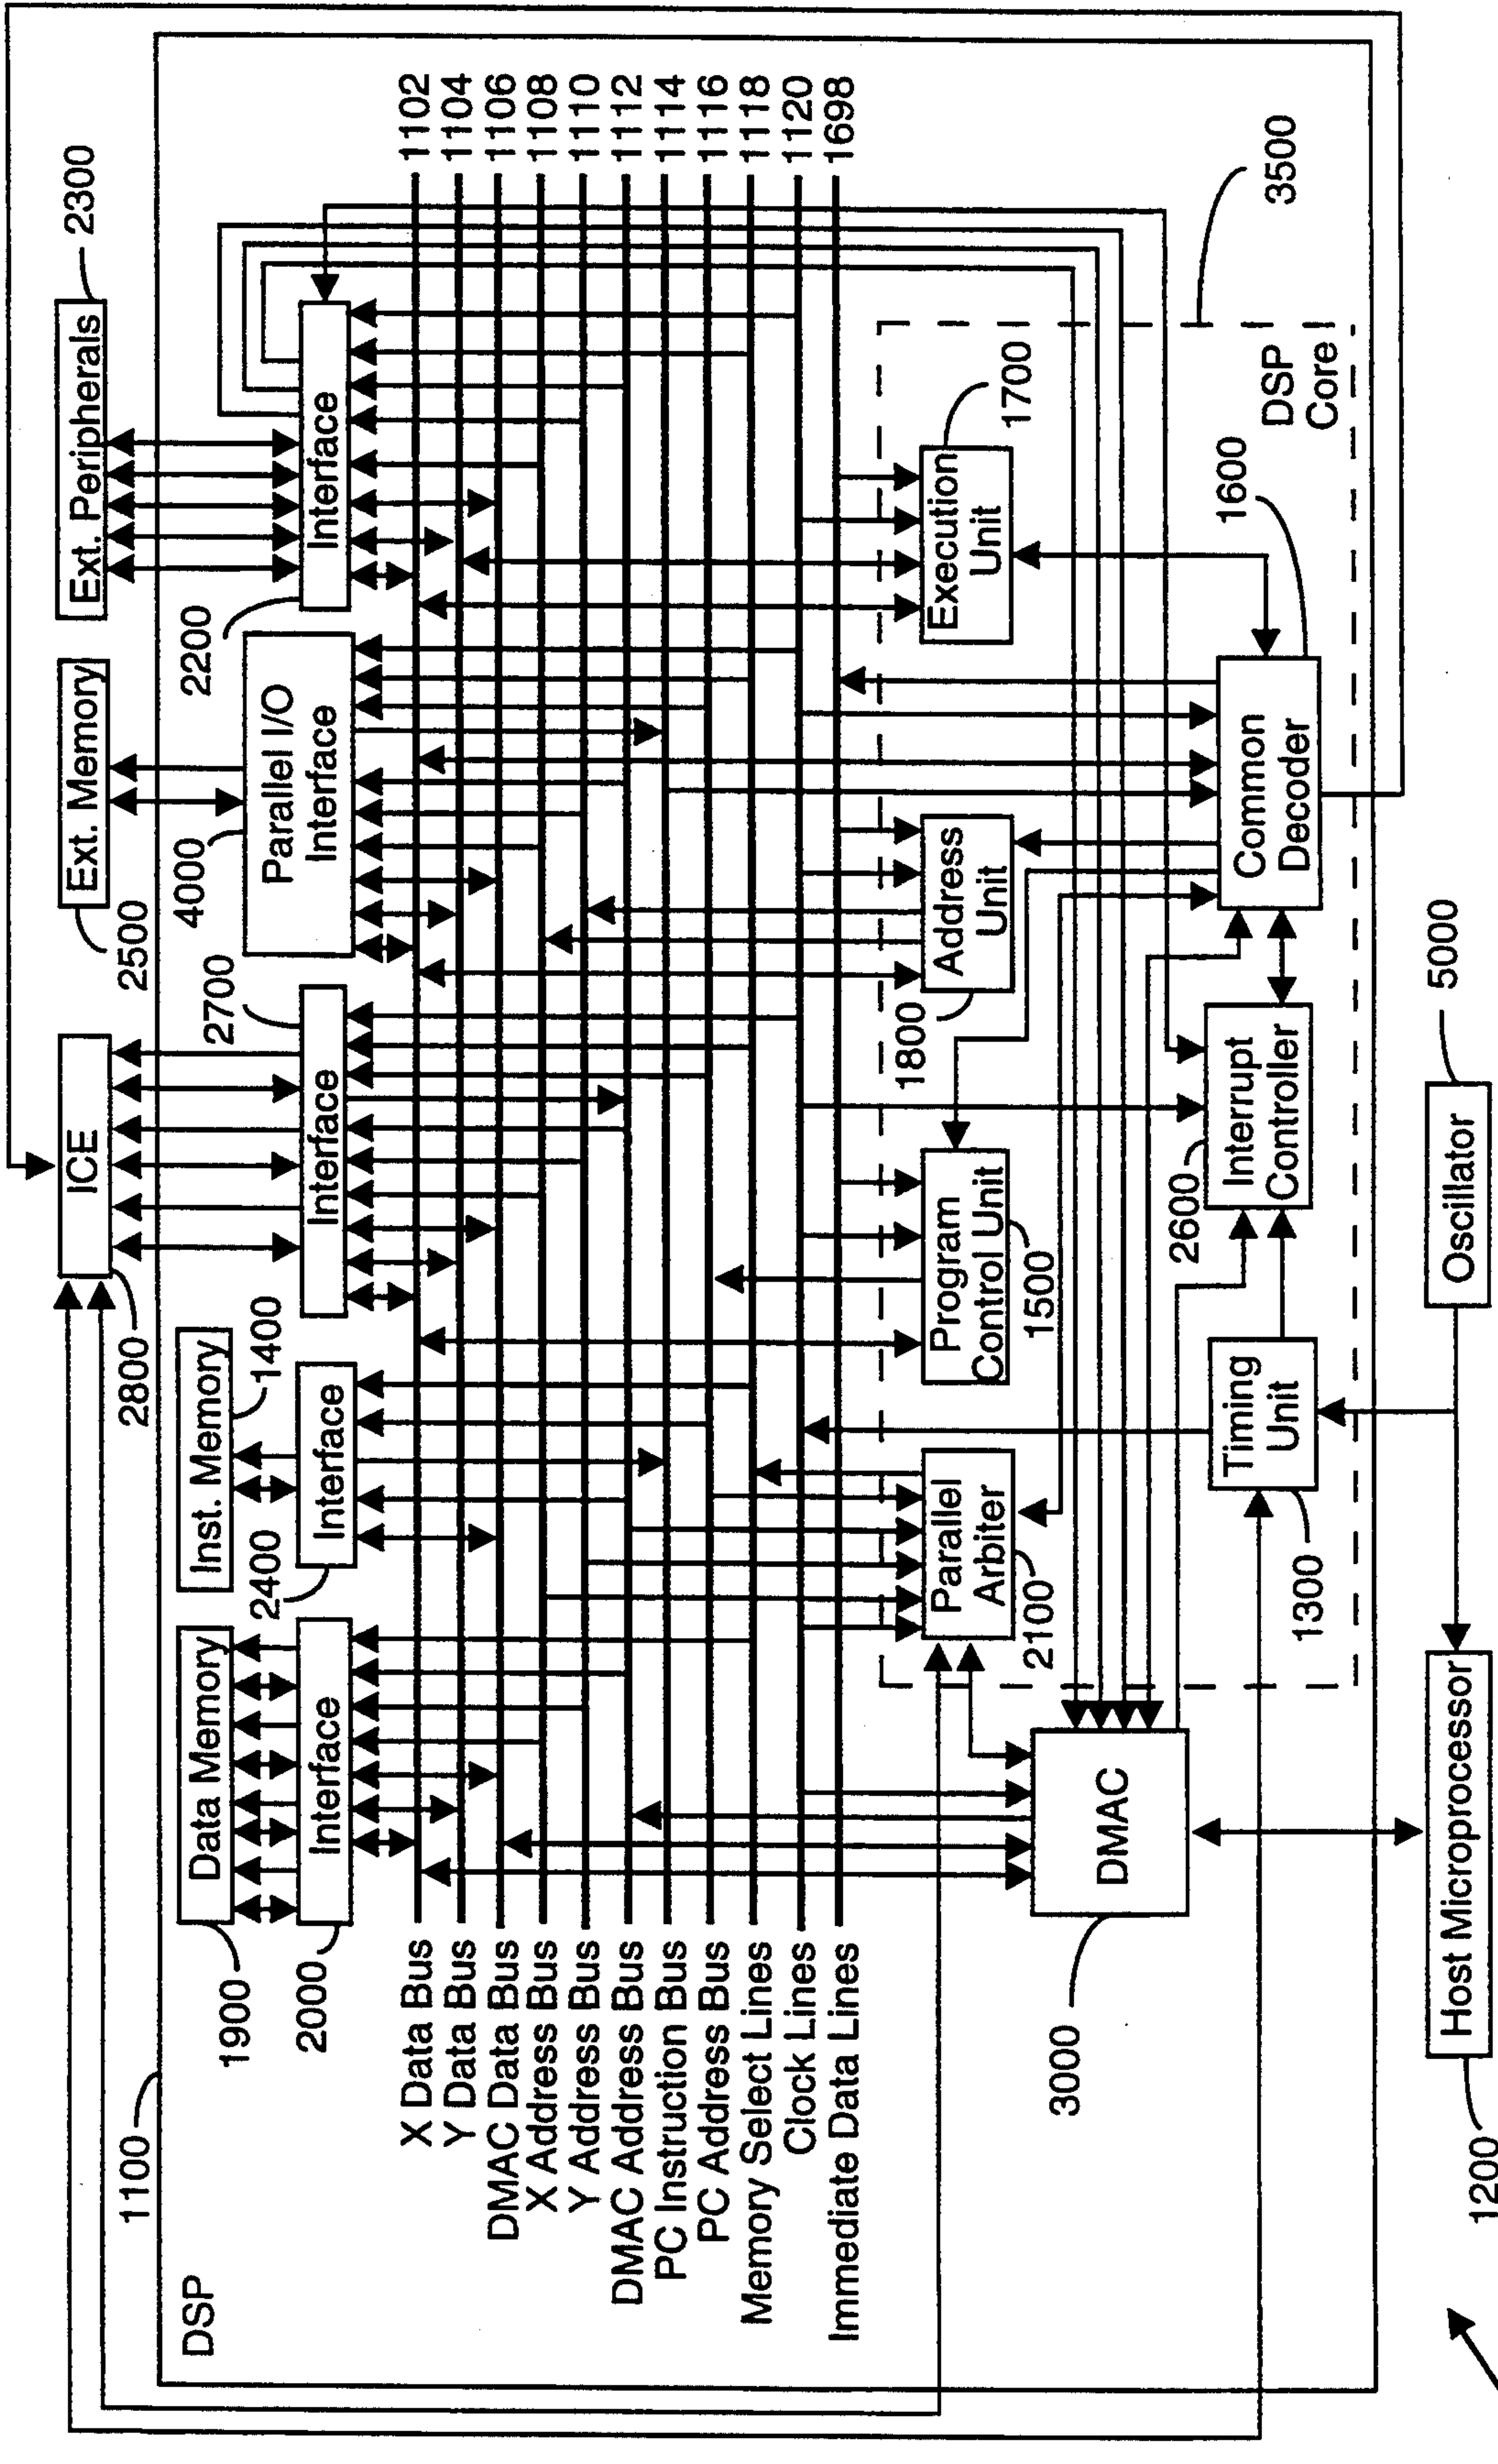 1100
DSP
1900
Data Memory
2000
Interface
Inst. Memory
1400
2400
Interface
2800
ICE
2700
Interface
2500
Ext. Memory
4000
Parallel I/O
Interface
2200
Ext. Peripherals
2300
Interface
X Data Bus
1102
Y Data Bus
1104
DMAC Data Bus
1106
X Address Bus
1108
Y Address Bus
1110
DMAC Address Bus
1112
PC Instruction Bus
1114
PC Address Bus
1116
Memory Select Lines
1118
Clock Lines
1120
Immediate Data Lines
1698
Parallel
Arbiter
2100
Program
Control Unit
1500
Address
Unit
1800
Execution
Unit
1700
3500
DMAC
3000
Timing
Unit
1300
Interrupt
Controller
2600
Common
Decoder
1600
DSP
Core
Host Microprocessor
1200
Oscillator
5000